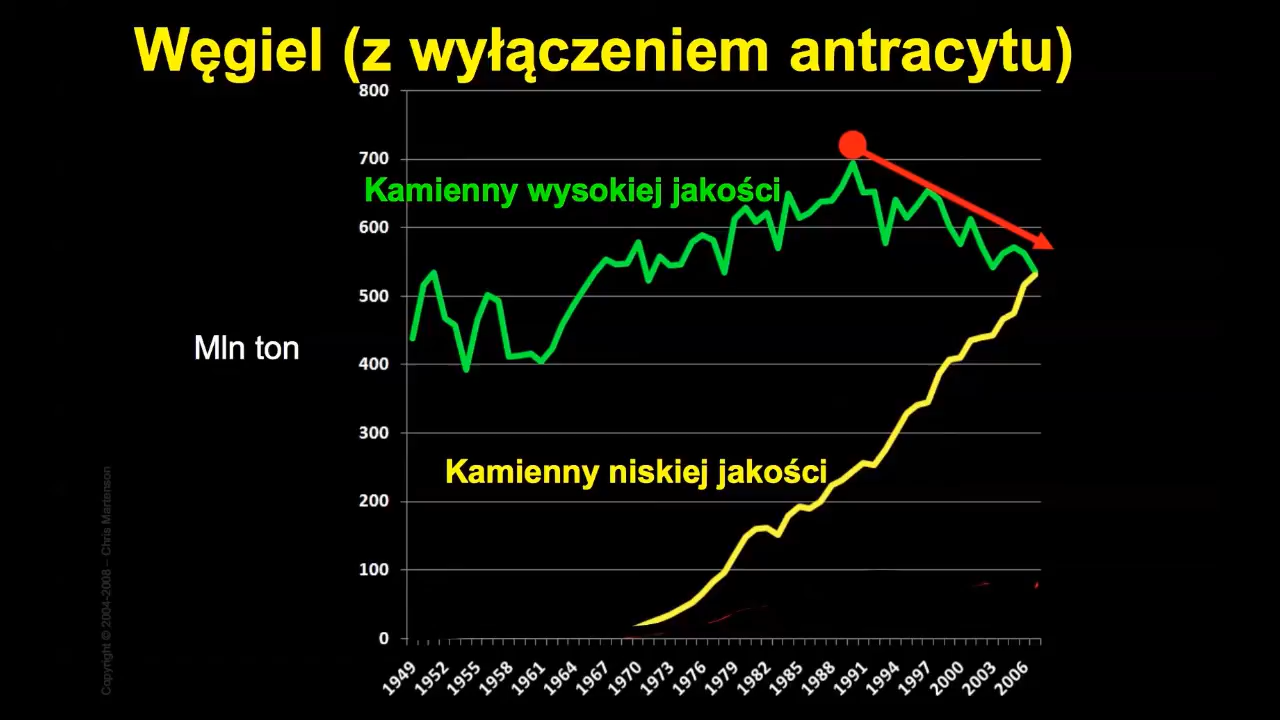 Węgiel (z wyłączeniem antracytu)
800
700
Kamienny wysokiej jakości
600
500
Mln ton
400
300
Kamienny niskiej jakości
200
100
0
1949 1952 1955 1958 1961 1964 1967 1970 1973 1976 1979 1982 1985 1988 1991 1994 1997 2000 2003 2006
Copyright © 2004-2008 – Chris Martenson